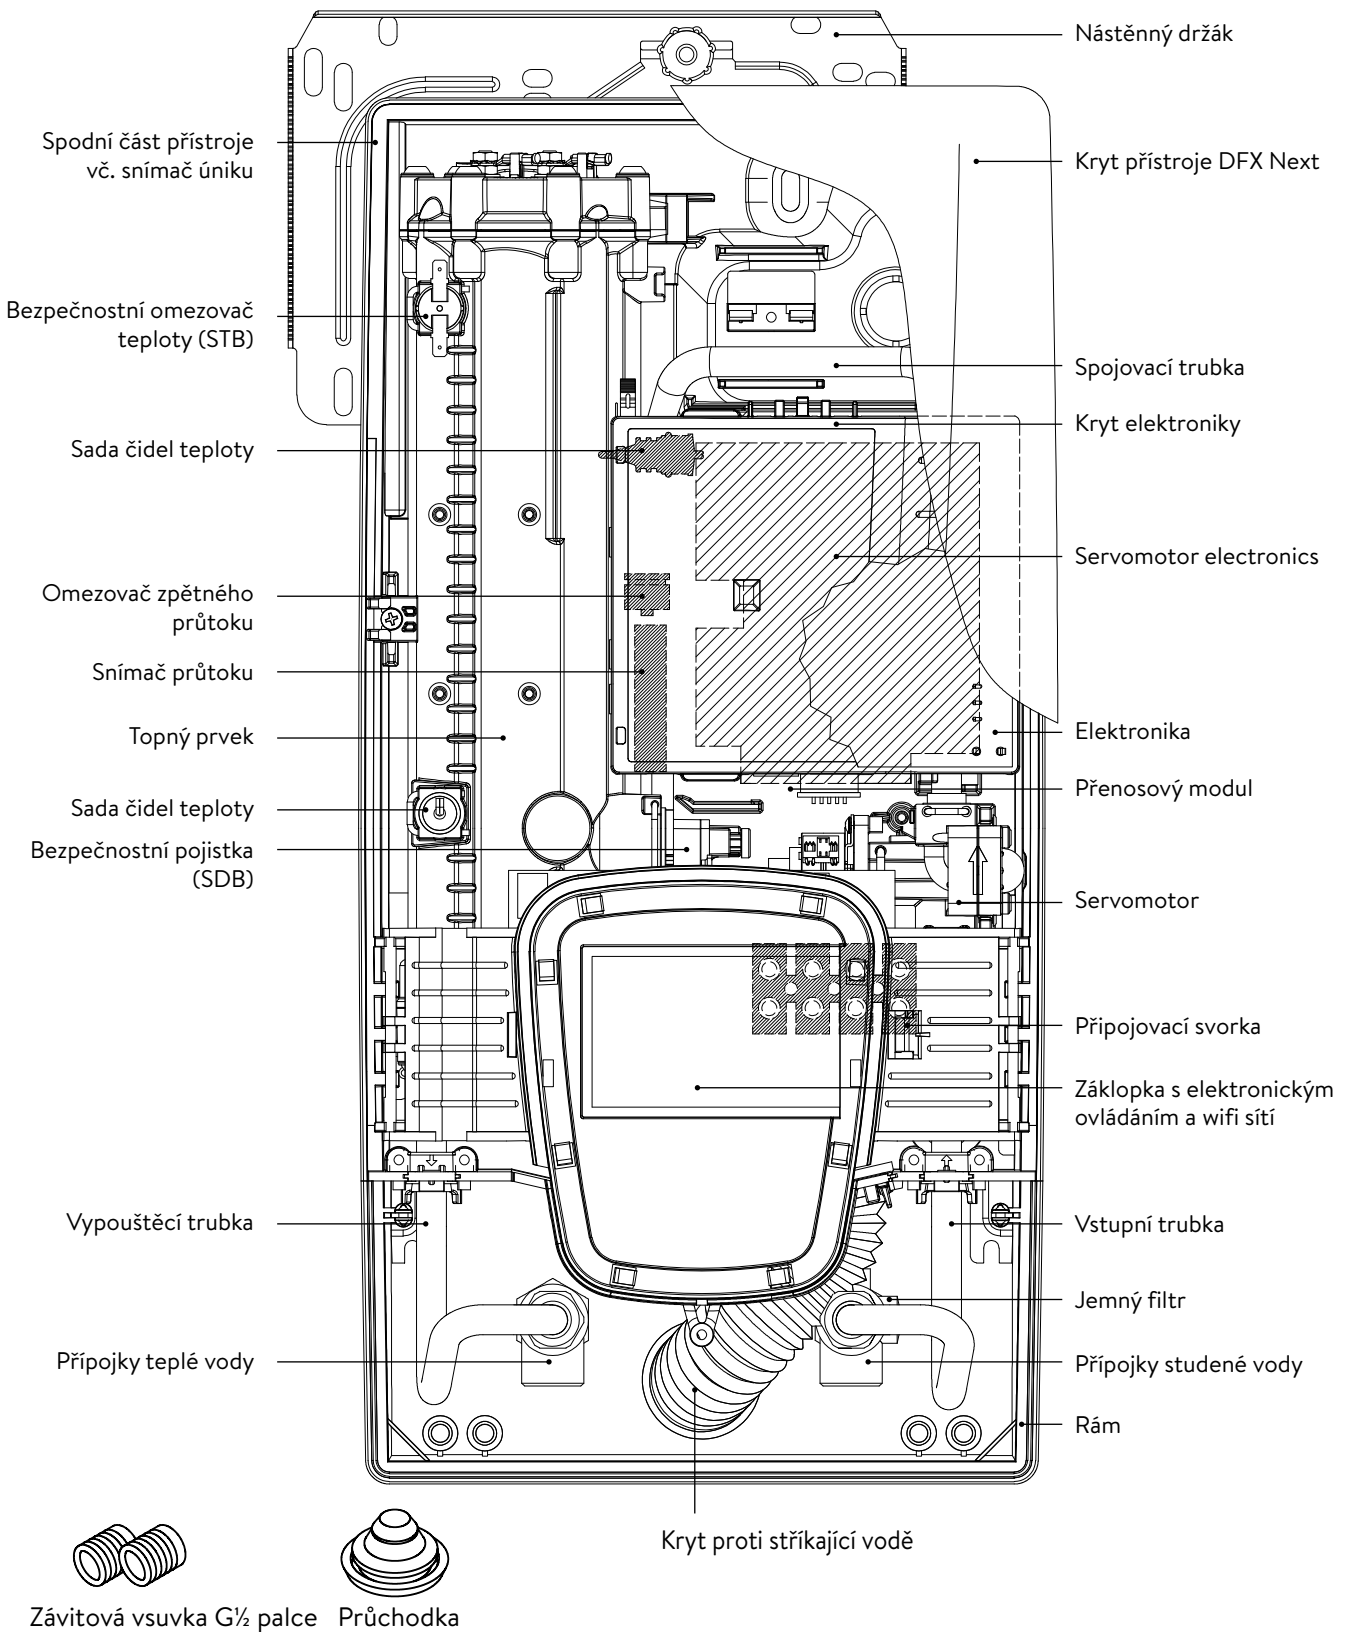 Nástěnný držák
Spodní část přístroje
vč. snímač úniku
Kryt přístroje DFX Next
Bezpečnostní omezovač
teploty (STB)
Spojovací trubka
Kryt elektroniky
Sada čidel teploty
Servomotor electronics
Omezovač zpětného
průtoku
Snímač průtoku
Topný prvek
Elektronika
Přenosový modul
Sada čidel teploty
Bezpečnostní pojistka
(SDB)
Servomotor
Připojovací svorka
Záklopka s elektronickým
ovládáním a wifi sítí
Vypouštěcí trubka
Vstupní trubka
Jemný filtr
Přípojky teplé vody
Přípojky studené vody
Rám
Kryt proti stříkající vodě
Závitová vsuvka G½ palce
Průchodka